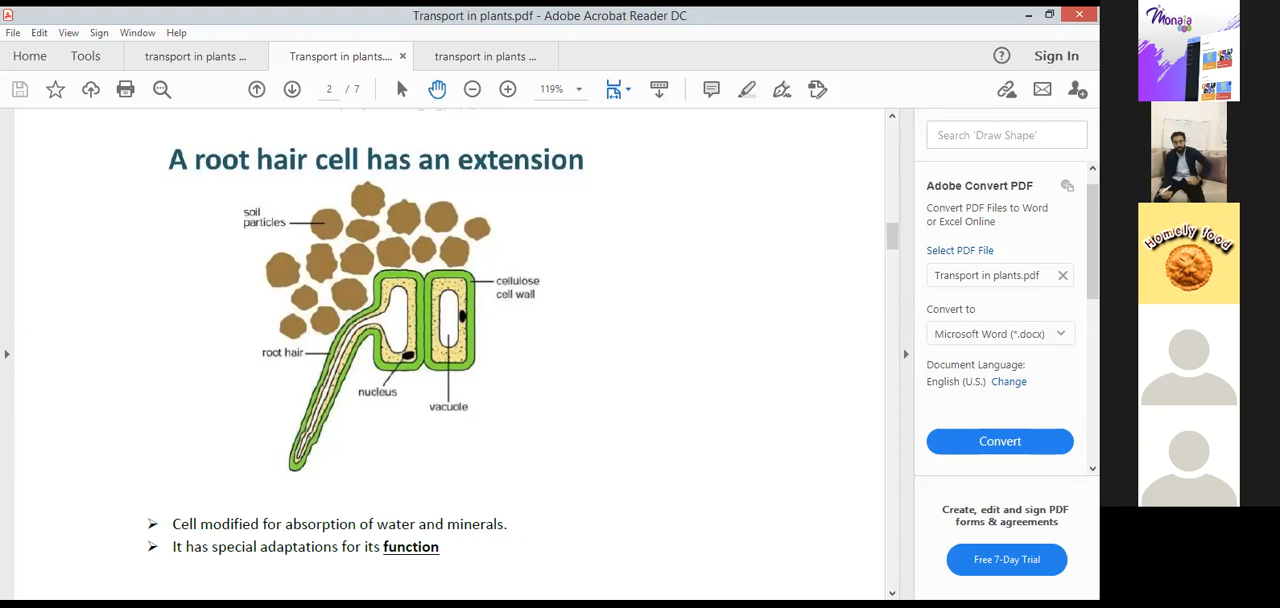 Transport in plants.pdf - Adobe Acrobat Reader DC
File Edit View Sign Window Help
Home Tools transport in plants ... Transport in plants.... × transport in plants ... Sign In
2 / 7 119%
A root hair cell has an extension
soil
particles
cellulose
cell wall
root hair
nucleus
vacuole
➢ Cell modified for absorption of water and minerals.
➢ It has special adaptations for its function
Search 'Draw Shape'
Adobe Convert PDF
Convert PDF Files to Word
or Excel Online
Select PDF File
Transport in plants.pdf
Convert to
Microsoft Word (*.docx)
Document Language:
English (U.S.) Change
Convert
Create, edit and sign PDF
forms & agreements
Free 7-Day Trial
Monaia
Homely food